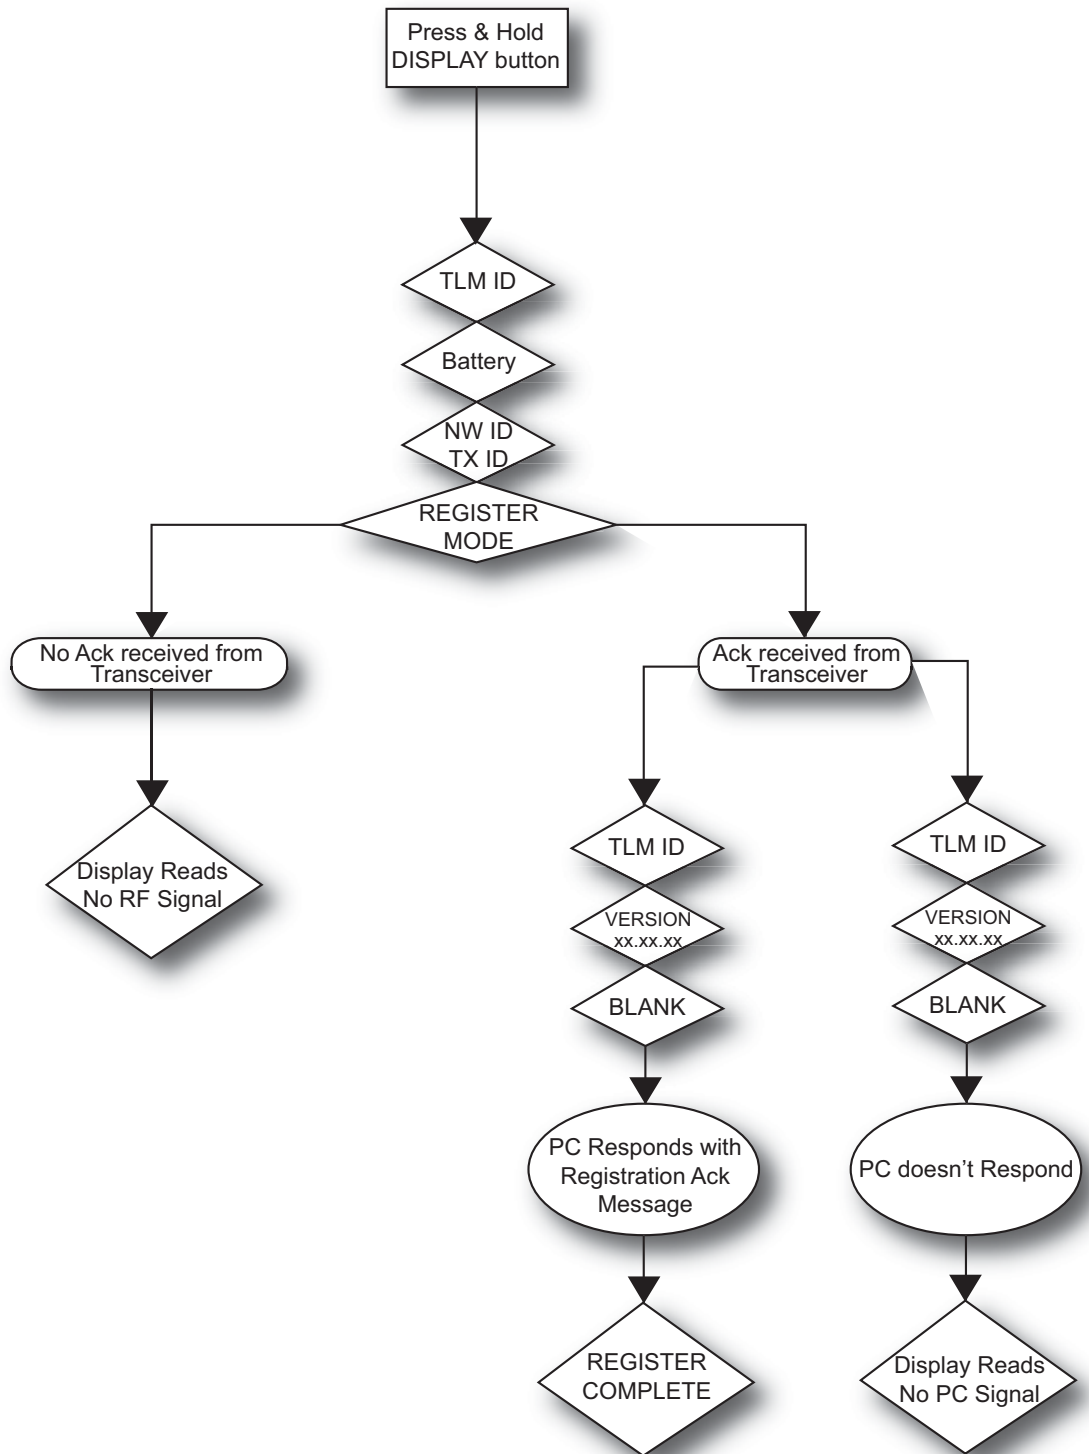 Press & Hold
DISPLAY button
TLM ID
Battery
NW ID
TX ID
REGISTER
MODE
No Ack received from
Transceiver
Display Reads
No RF Signal
Ack received from
Transceiver
TLM ID
VERSION
xx.xx.xx
BLANK
PC Responds with
Registration Ack
Message
REGISTER
COMPLETE
TLM ID
VERSION
xx.xx.xx
BLANK
PC doesn’t Respond
Display Reads
No PC Signal